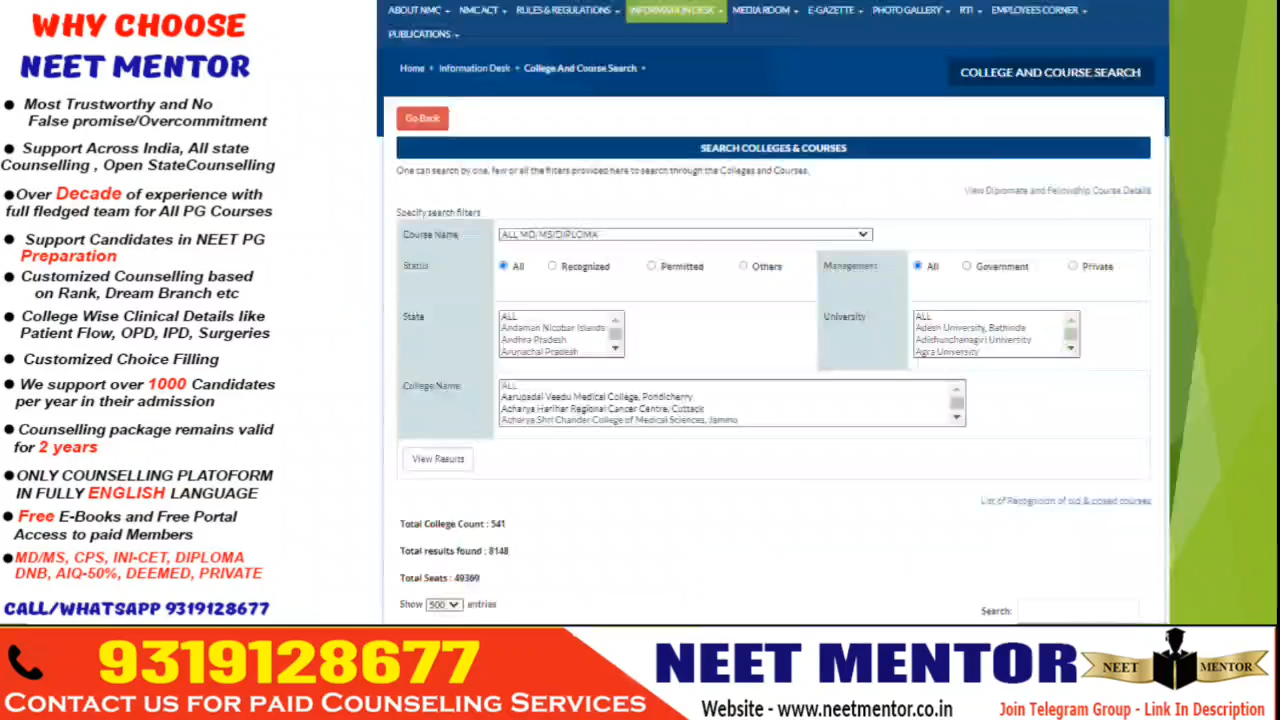 WHY CHOOSE
NEET MENTOR
● Most Trustworthy and No
False promise/Overcommitment
● Support Across India, All state
Counselling , Open StateCounselling
●Over Decade of experience with
full fledged team for All PG Courses
● Support Candidates in NEET PG
Preparation
● Customized Counselling based
on Rank, Dream Branch etc
● College Wise Clinical Details like
Patient Flow, OPD, IPD, Surgeries
● Customized Choice Filling
● We support over 1000 Candidates
per year in their admission
● Counselling package remains valid
for 2 years
●ONLY COUNSELLING PLATOFORM
IN FULLY ENGLISH LANGUAGE
● Free E-Books and Free Portal
Access to paid Members
●MD/MS, CPS, INI-CET, DIPLOMA
DNB, AIQ-50%, DEEMED, PRIVATE
CALL/WHATSAPP 9319128677
ABOUT NMC NMC ACT RULES & REGULATIONS INFORMATION DESK MEDIA ROOM E-GAZETTE PHOTO GALLERY RTI EMPLOYEES CORNER
PUBLICATIONS
Home Information Desk College And Course Search
COLLEGE AND COURSE SEARCH
Go Back
SEARCH COLLEGES & COURSES
One can search by one, few or all the filters provided here to search through the Colleges and Courses.
View Diplomate and Fellowship Course Details
Specify search filters
Course Name ALL MD/MS/DIPLOMA
Status All Recognized Permitted Others Management All Government Private
State ALL
Andaman Nicobar Islands
Andhra Pradesh
Arunachal Pradesh
University ALL
Adesh University, Bathinda
Adichunchanagiri University
Agra University
College Name ALL
Aarupadai Veedu Medical College, Pondicherry
Acharya Harihar Regional Cancer Centre, Cuttack
Acharya Shri Chander College of Medical Sciences, Jammu
View Results
List of Recognition of old & closed courses
Total College Count : 541
Total results found : 8148
Total Seats : 49369
Show 500 entries
Search:
9319128677
CONTACT US FOR PAID COUNSELING SERVICES
NEET MENTOR
NEET MENTOR
Website - www.neetmentor.co.in
Join Telegram Group - Link In Description